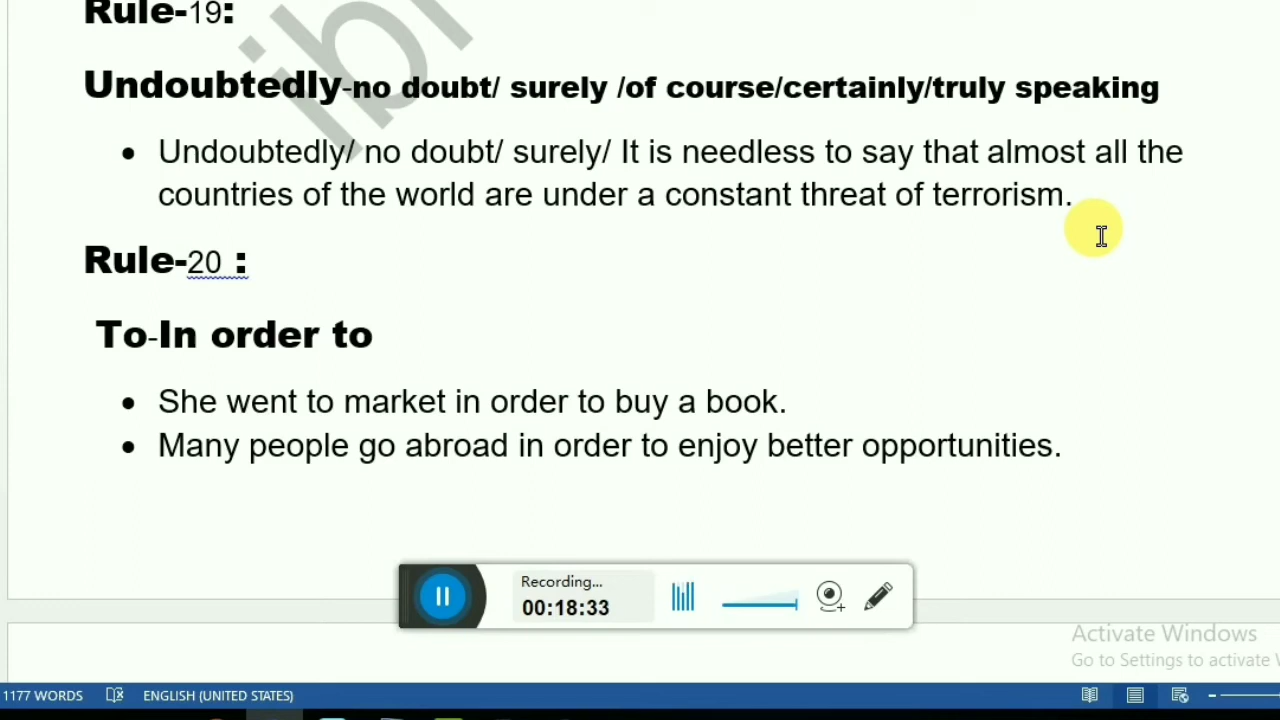 Rule-19:
Undoubtedly-no doubt/ surely /of course/certainly/truly speaking
• Undoubtedly/ no doubt/ surely/ It is needless to say that almost all the
countries of the world are under a constant threat of terrorism.
Rule-20 :
To-In order to
• She went to market in order to buy a book.
• Many people go abroad in order to enjoy better opportunities.
Recording...
00:18:33
Activate Windows
Go to Settings to activate
1177 WORDS ENGLISH (UNITED STATES)